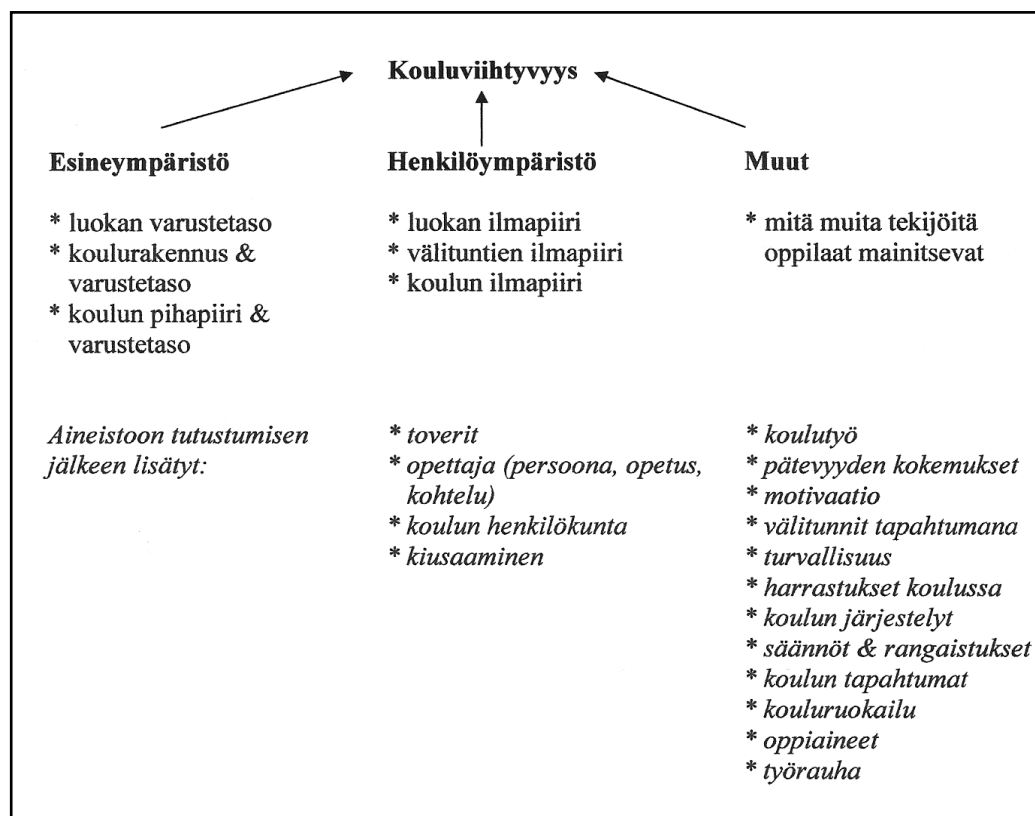 Kouluviihtyvyys
Esineympäristö
* luokan varustetaso
* koulurakennus &
varustetaso
* koulun pihapiiri &
varustetaso
Henkilöympäristö
* luokan ilmapiiri
* välituntien ilmapiiri
* koulun ilmapiiri
Muut
* mitä muita tekijöitä
oppilaat mainitsevat
Aineistoon tutustumisen
jälkeen lisätyt:
* toverit
* opettaja (persoona, opetus,
kohtelu)
* koulun henkilökunta
* kiusaaminen
* koulutyö
* pätevyyden kokemukset
* motivaatio
* välitunnit tapahtumana
* turvallisuus
* harrastukset koulussa
* koulun järjestelyt
* säännöt & rangaistukset
* koulun tapahtumat
* kouluruokailu
* oppiaineet
* työrauha